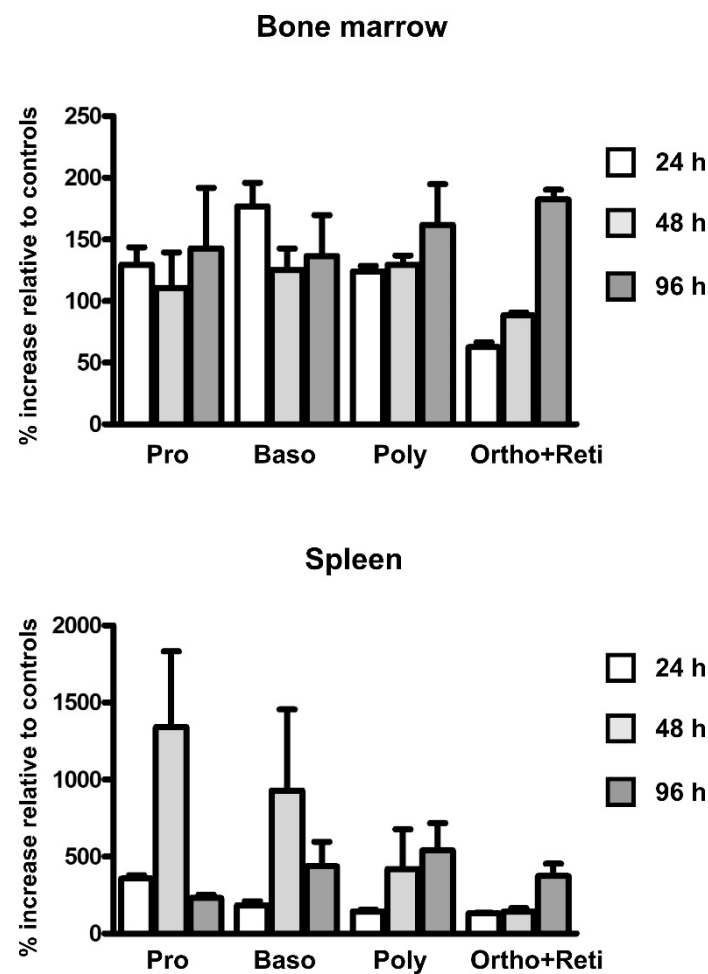 Bone marrow
% increase relative to controls
250
200
150
100
50
0
Pro Baso Poly Ortho+Reti
24 h
48 h
96 h
Spleen
% increase relative to controls
2000
1500
1000
500
0
Pro Baso Poly Ortho+Reti
24 h
48 h
96 h